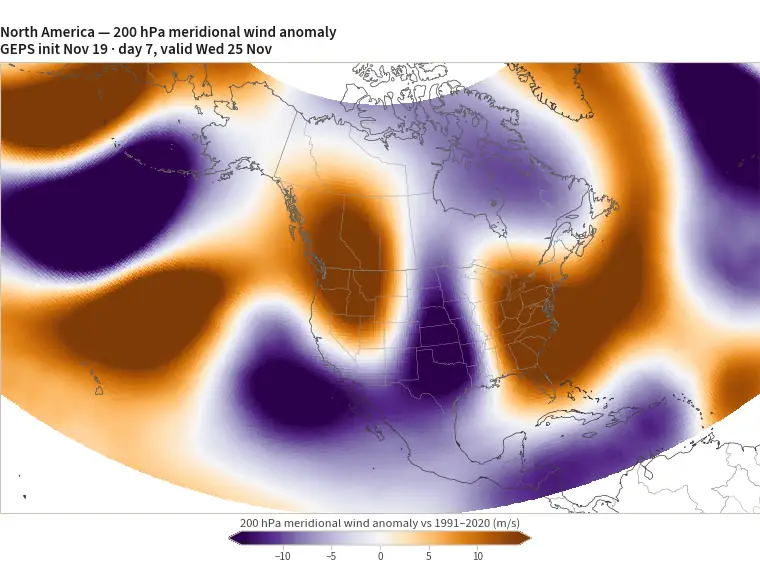 North America — 200 hPa meridional wind anomaly
GEPS init Nov 19 · day 7, valid Wed 25 Nov
200 hPa meridional wind anomaly vs 1991–2020 (m/s)
−10 −5 0 5 10